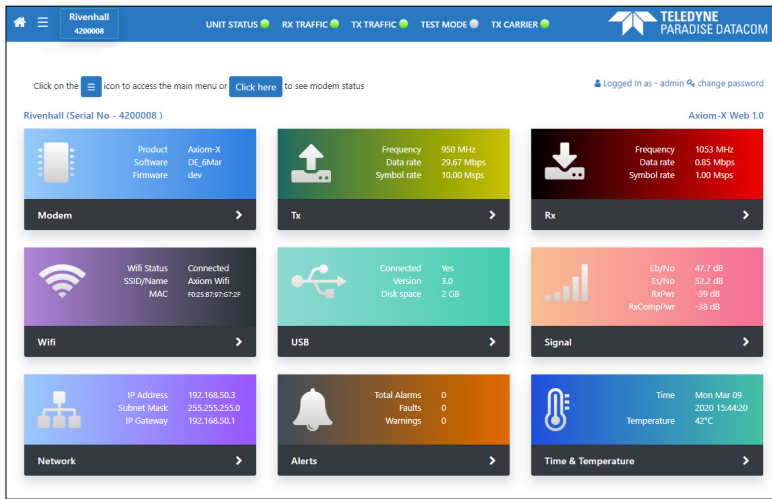 Rivenhall
4200008
UNIT STATUS RX TRAFFIC TX TRAFFIC TEST MODE TX CARRIER
TELEDYNE
PARADISE DATACOM
Click on the icon to access the main menu or Click here to see modem status
Logged In as - admin change password
Rivenhall (Serial No - 4200008 )
Axiom-X Web 1.0
Product Axiom-X
Software DE_6Mar
Firmware dev
Modem
Frequency 950 MHz
Data rate 29.67 Mbps
Symbol rate 10.00 Msps
Tx
Frequency 1053 MHz
Data rate 0.85 Mbps
Symbol rate 1.00 Msps
Rx
Wifi Status Connected
SSID/Name Axiom Wifi
MAC F0:25:B7:97:G7:2F
Wifi
Connected Yes
Version 3.0
Disk space 2 GB
USB
Eb/No 47.7 dB
Es/No 52.2 dB
RxPwr -39 dB
RxCompPwr -38 dB
Signal
IP Address 192.168.50.3
Subnet Mask 255.255.255.0
IP Gateway 192.168.50.1
Network
Total Alarms 0
Faults 0
Warnings 0
Alerts
Time Mon Mar 09
2020 15:44:20
Temperature 42°C
Time & Temperature